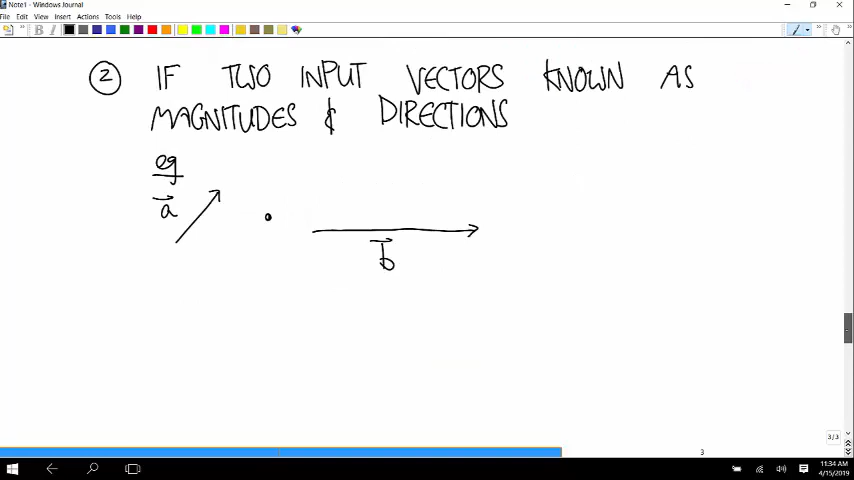 Note1 - Windows Journal
File Edit View Insert Actions Tools Help
B I
② IF TWO INPUT VECTORS KNOWN AS
MAGNITUDES & DIRECTIONS
eg
a
b
3/3
3
11:34 AM
4/15/2019